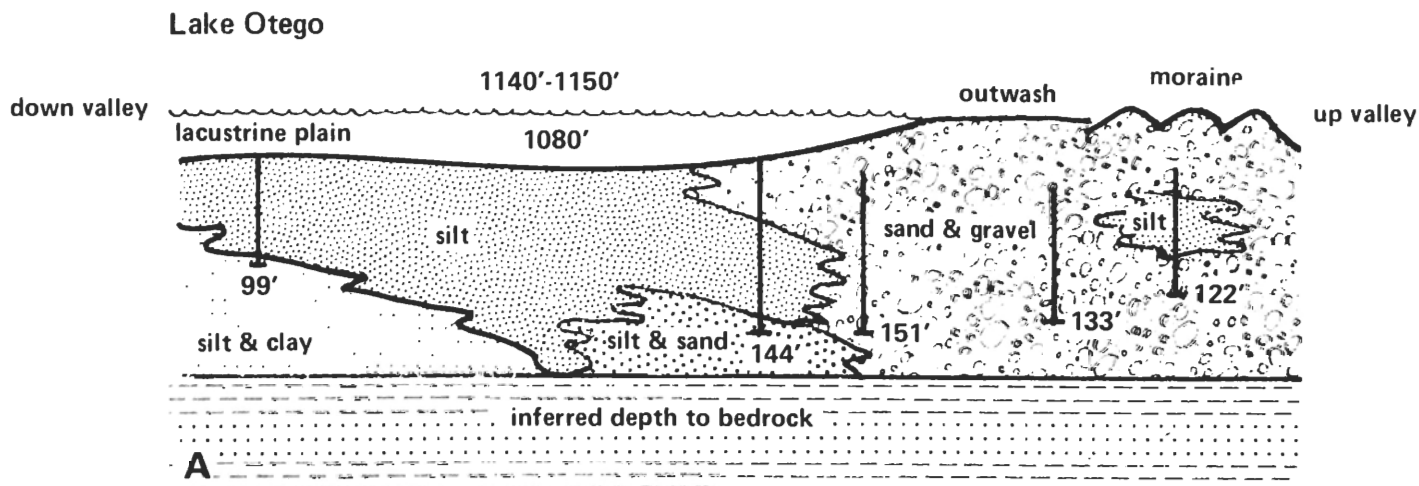 Lake Otego
1140'-1150'
moraine
outwash
down valley
up valley
lacustrine plain
1080'
silt
sand & gravel
silt
99'
122'
silt & clay
silt & sand
144'
151'
133'
inferred depth to bedrock
A